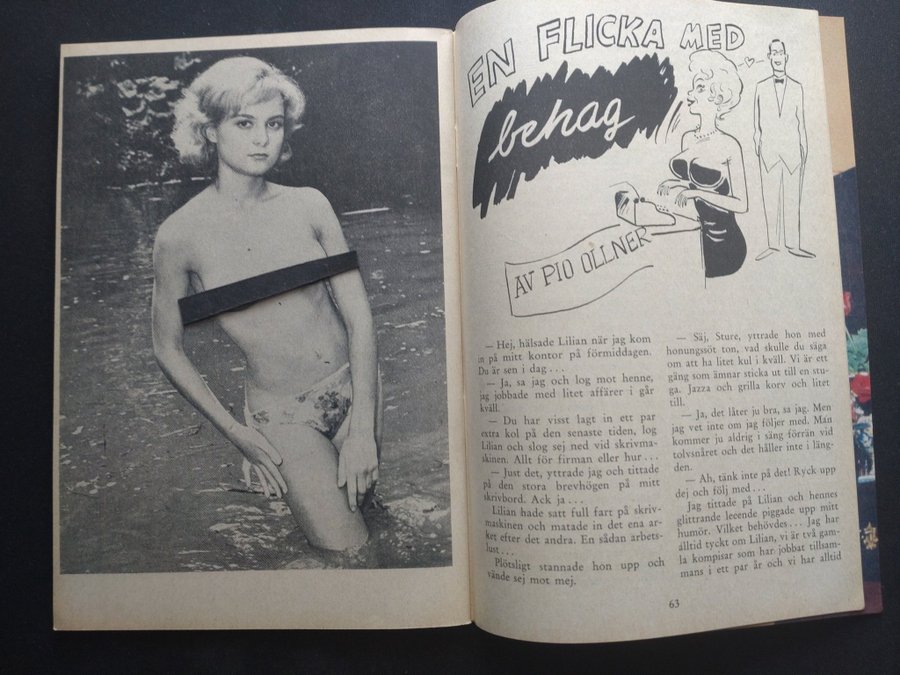 EN FLICKA MED
behag
AV PIO OLLNER
— Hej, hälsade Lilian när jag kom
in på mitt kontor på förmiddagen.
Du är sen i dag . . .
— Ja, sa jag och log mot henne,
jag jobbade med litet affärer i går
kväll.
— Du har visst lagt in ett par
extra kol på den senaste tiden, log
Lilian och slog sej ned vid skrivma-
skinen. Allt för firman eller hur . . .
— Just det, yttrade jag och tittade
på den stora brevhögen på mitt
skrivbord. Ack ja . . .
Lilian hade satt full fart på skriv-
maskinen och matade in det ena ar-
ket efter det andra. En sådan arbets-
lust . . .
Plötsligt stannade hon upp och
vände sej mot mej.
— Säj, Sture, yttrade hon med
honungssöt ton, vad skulle du säga
om att ha litet kul i kväll. Vi är ett
gäng som ämnar sticka ut till en stu-
ga. Jazza och grilla korv och litet
till.
— Ja, det låter ju bra, sa jag. Men
jag vet inte om jag följer med. Man
kommer ju aldrig i säng förrän vid
tolvsnåret och det håller inte i läng-
den.
— Ah, tänk inte på det! Ryck upp
dej och följ med . . .
Jag tittade på Lilian och hennes
glittrande leende piggade upp mitt
humör. Vilket behövdes . . . Jag har
alltid tyckt om Lilian, vi är två gam-
la kompisar som har jobbat tillsam-
mans i ett par år och vi har alltid
63